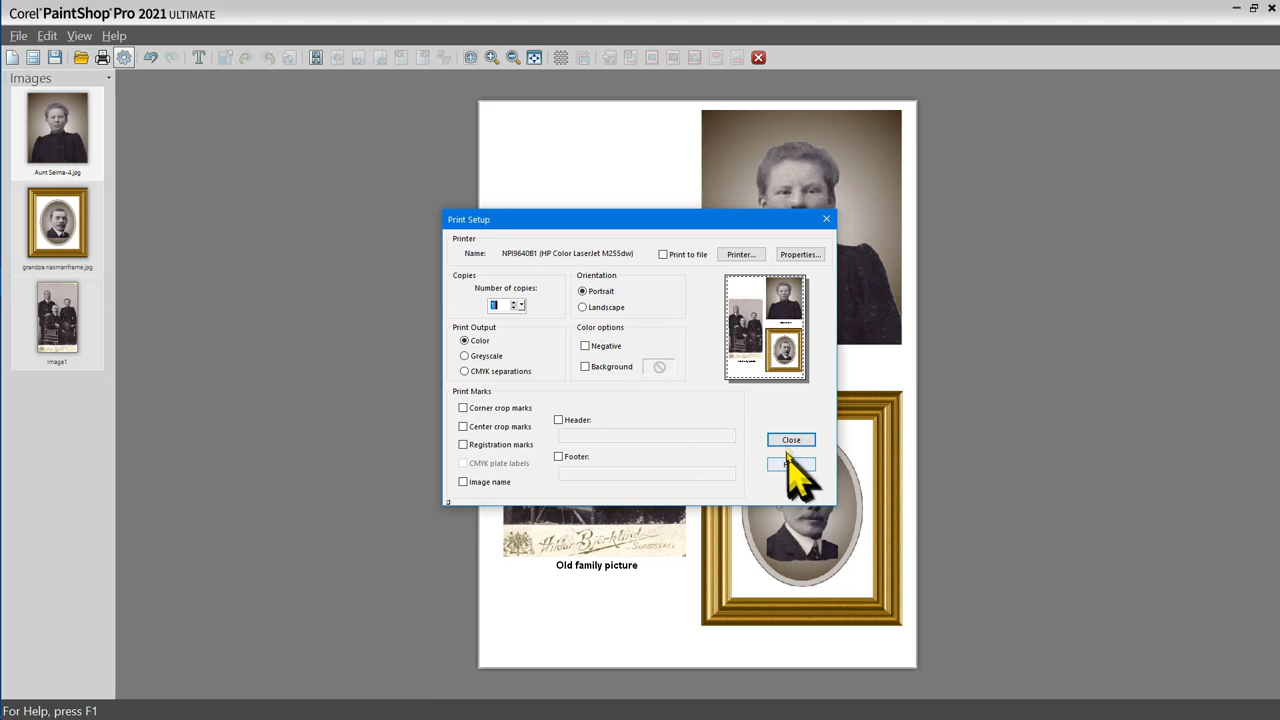 Corel® PaintShop® Pro 2021 ULTIMATE
File Edit View Help
Images
Aunt Selma-4.jpg
grandpa nasmanframe.jpg
image1
Print Setup
Printer
Name: NPI9640B1 (HP Color LaserJet M255dw) Print to file Printer... Properties...
Copies
Number of copies:
Orientation
Portrait
Landscape
Print Output
Color
Greyscale
CMYK separations
Color options
Negative
Background
Print Marks
Corner crop marks
Center crop marks
Registration marks
CMYK plate labels
Image name
Header:
Footer:
Close
Hildur Björklund
SUNDSVALL
Old family picture
For Help, press F1